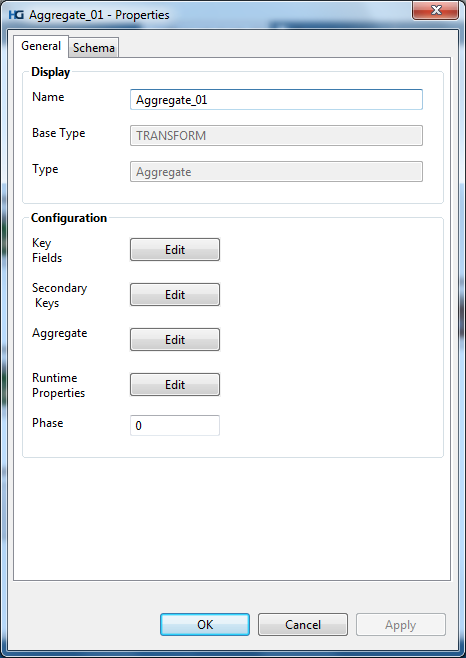 HG Aggregate_01 - Properties
General Schema
Display
Name Aggregate_01
Base Type TRANSFORM
Type Aggregate
Configuration
Key
Fields Edit
Secondary
Keys Edit
Aggregate Edit
Runtime
Properties Edit
Phase 0
OK Cancel Apply